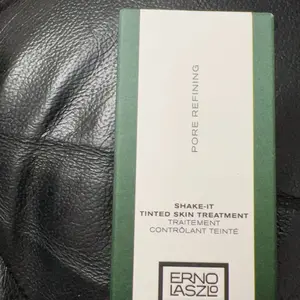 PORE REFINING
SHAKE-IT
TINTED SKIN TREATMENT
TRAITEMENT
CONTRÔLANT TEINTÉ
ERNO
LASZLO